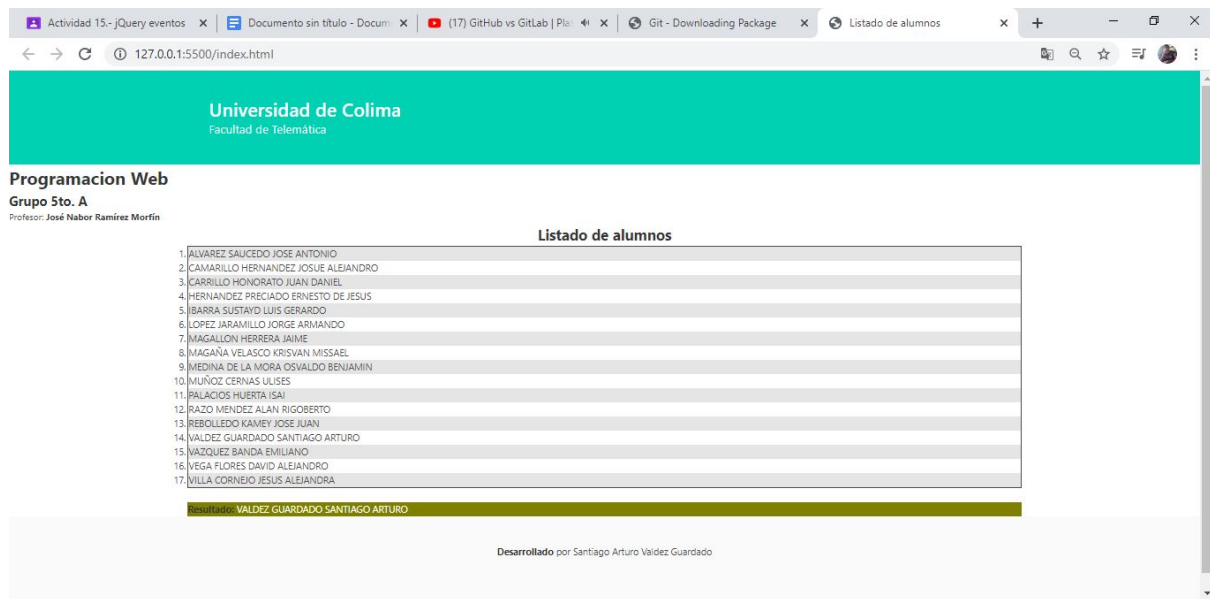 Actividad 15.- jQuery eventos
Documento sin título - Docum
(17) GitHub vs GitLab | Pla
Git - Downloading Package
Listado de alumnos
127.0.0.1:5500/index.html
Universidad de Colima
Facultad de Telemática
Programacion Web
Grupo 5to. A
Profesor: José Nabor Ramírez Morfín
Listado de alumnos
1. ALVAREZ SAUCEDO JOSE ANTONIO
2. CAMARILLO HERNANDEZ JOSUE ALEJANDRO
3. CARRILLO HONORATO JUAN DANIEL
4. HERNANDEZ PRECIADO ERNESTO DE JESUS
5. IBARRA SUSTAYD LUIS GERARDO
6. LOPEZ JARAMILLO JORGE ARMANDO
7. MAGALLON HERRERA JAIME
8. MAGAÑA VELASCO KRISVAN MISSAEL
9. MEDINA DE LA MORA OSVALDO BENJAMIN
10. MUÑOZ CERNAS ULISES
11. PALACIOS HUERTA ISAI
12. RAZO MENDEZ ALAN RIGOBERTO
13. REBOLLEDO KAMEY JOSE JUAN
14. VALDEZ GUARDADO SANTIAGO ARTURO
15. VAZQUEZ BANDA EMILIANO
16. VEGA FLORES DAVID ALEJANDRO
17. VILLA CORNEJO JESUS ALEJANDRA
Resultado: VALDEZ GUARDADO SANTIAGO ARTURO
Desarrollado por Santiago Arturo Valdez Guardado